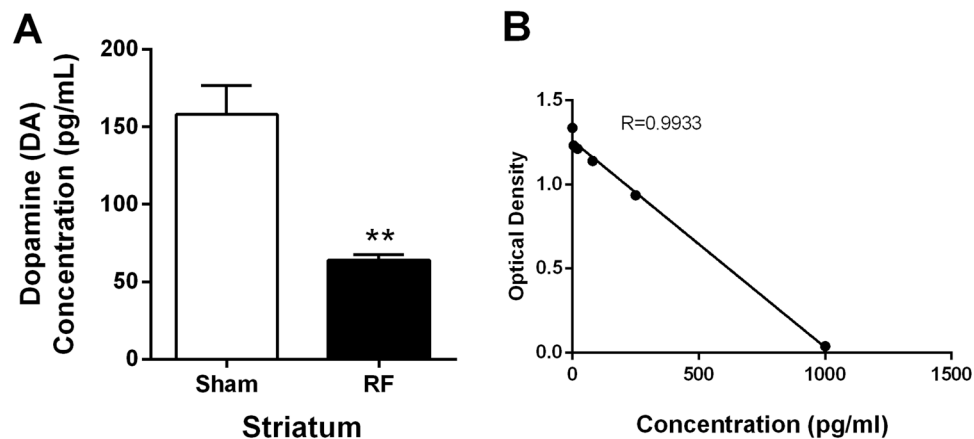 A
Dopamine (DA)
Concentration (pg/mL)
200
150
100
50
0
**
Sham
RF
Striatum
B
Optical Density
1.5
1.0
0.5
0.0
R=0.9933
0
500
1000
1500
Concentration (pg/ml)